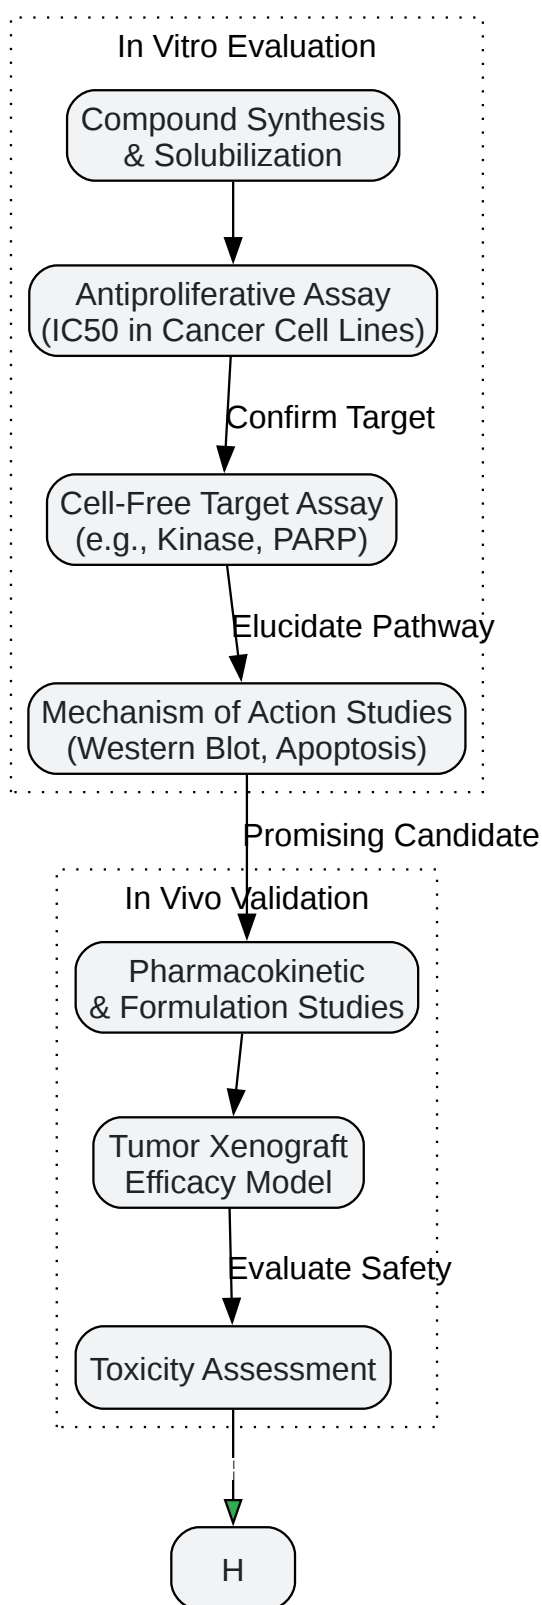 In Vitro Evaluation
Compound Synthesis
& Solubilization
Antiproliferative Assay
(IC50 in Cancer Cell Lines)
Confirm Target
Cell-Free Target Assay
(e.g., Kinase, PARP)
Elucidate Pathway
Mechanism of Action Studies
(Western Blot, Apoptosis)
Promising Candidate
In Vivo Validation
Pharmacokinetic
& Formulation Studies
Tumor Xenograft
Efficacy Model
Evaluate Safety
Toxicity Assessment
H